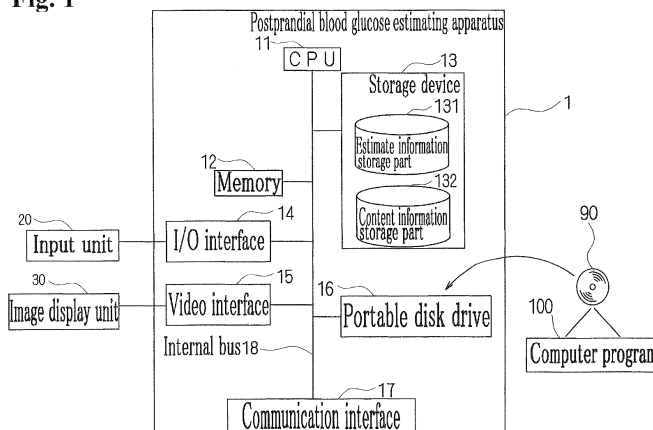 Fig. 1
Postprandial blood glucose estimating apparatus
11
CPU
13
Storage device
131
Estimate information
storage part
132
Content information
storage part
1
12
Memory
20
Input unit
14
I/O interface
30
Image display unit
15
Video interface
16
Portable disk drive
90
100
Computer program
Internal bus 18
17
Communication interface